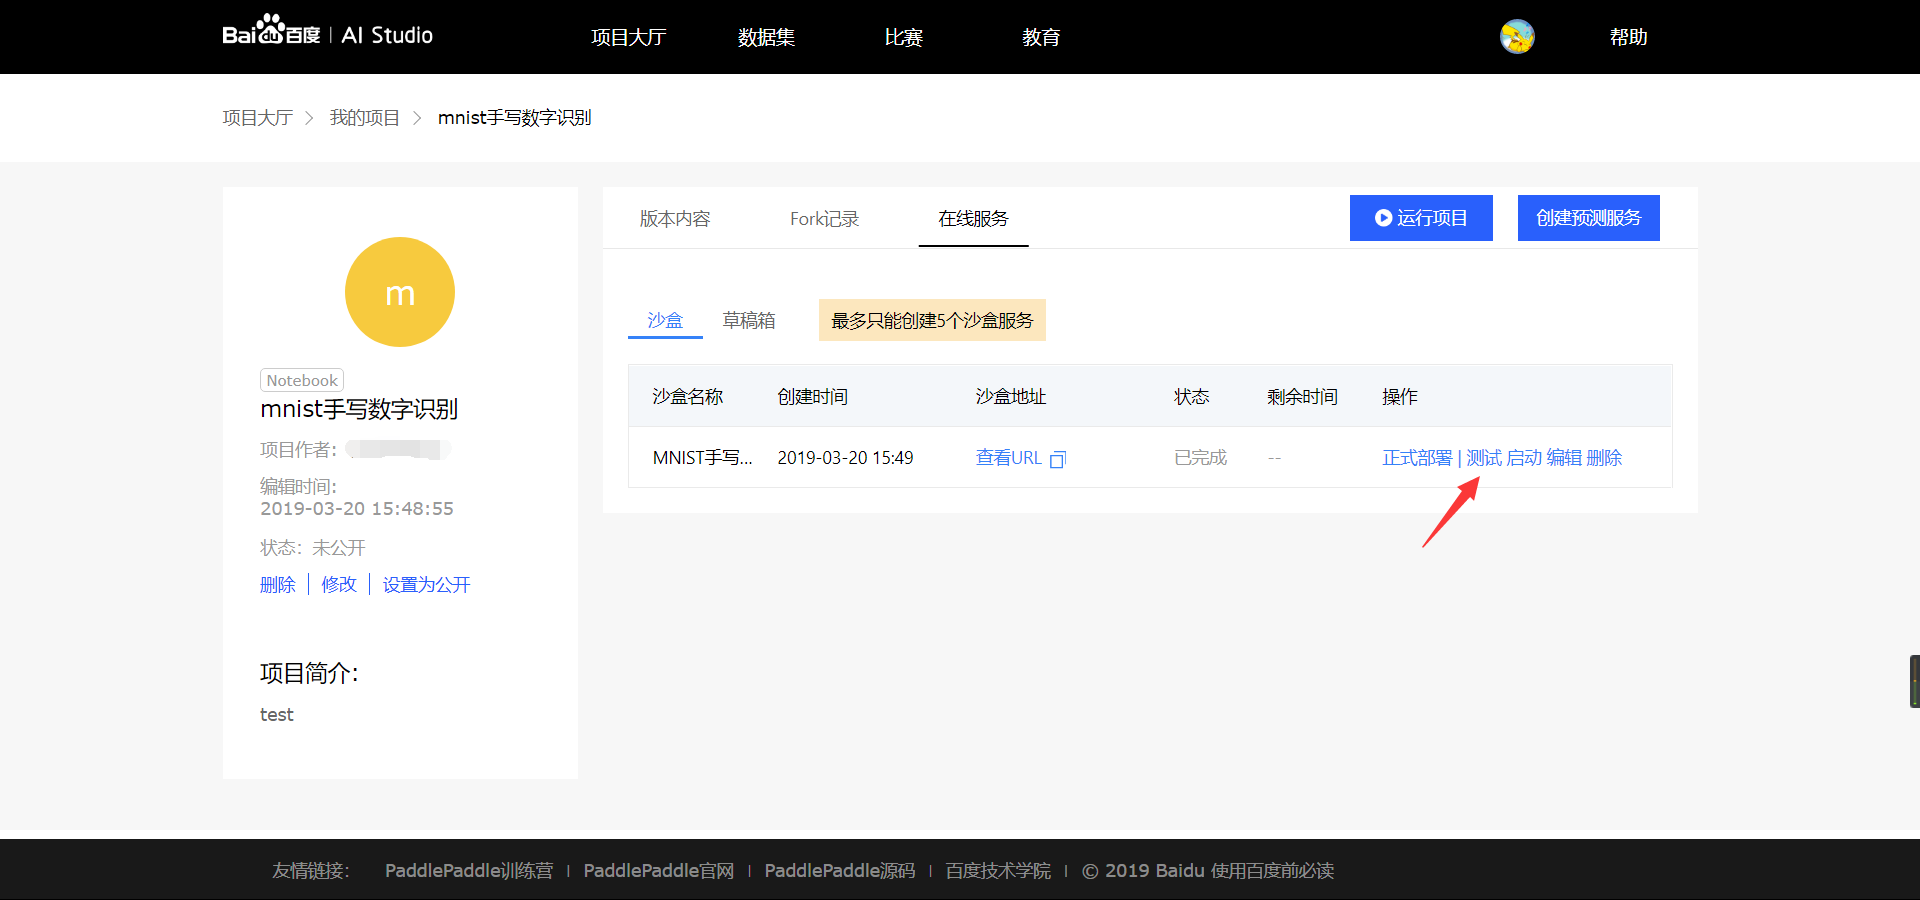 Bai du 百度 | AI Studio 项目大厅 数据集 比赛 教育 帮助
项目大厅 > 我的项目 > mnist手写数字识别
版本内容 Fork记录 在线服务 运行项目 创建预测服务
m
Notebook
mnist手写数字识别
项目作者:
编辑时间:
2019-03-20 15:48:55
状态: 未公开
删除 | 修改 | 设置为公开
项目简介:
test
沙盒 草稿箱 最多只能创建5个沙盒服务
沙盒名称 创建时间 沙盒地址 状态 剩余时间 操作
MNIST手写... 2019-03-20 15:49 查看URL 已完成 -- 正式部署 | 测试 启动 编辑 删除
友情链接: PaddlePaddle训练营 | PaddlePaddle官网 | PaddlePaddle源码 | 百度技术学院 | © 2019 Baidu 使用百度前必读